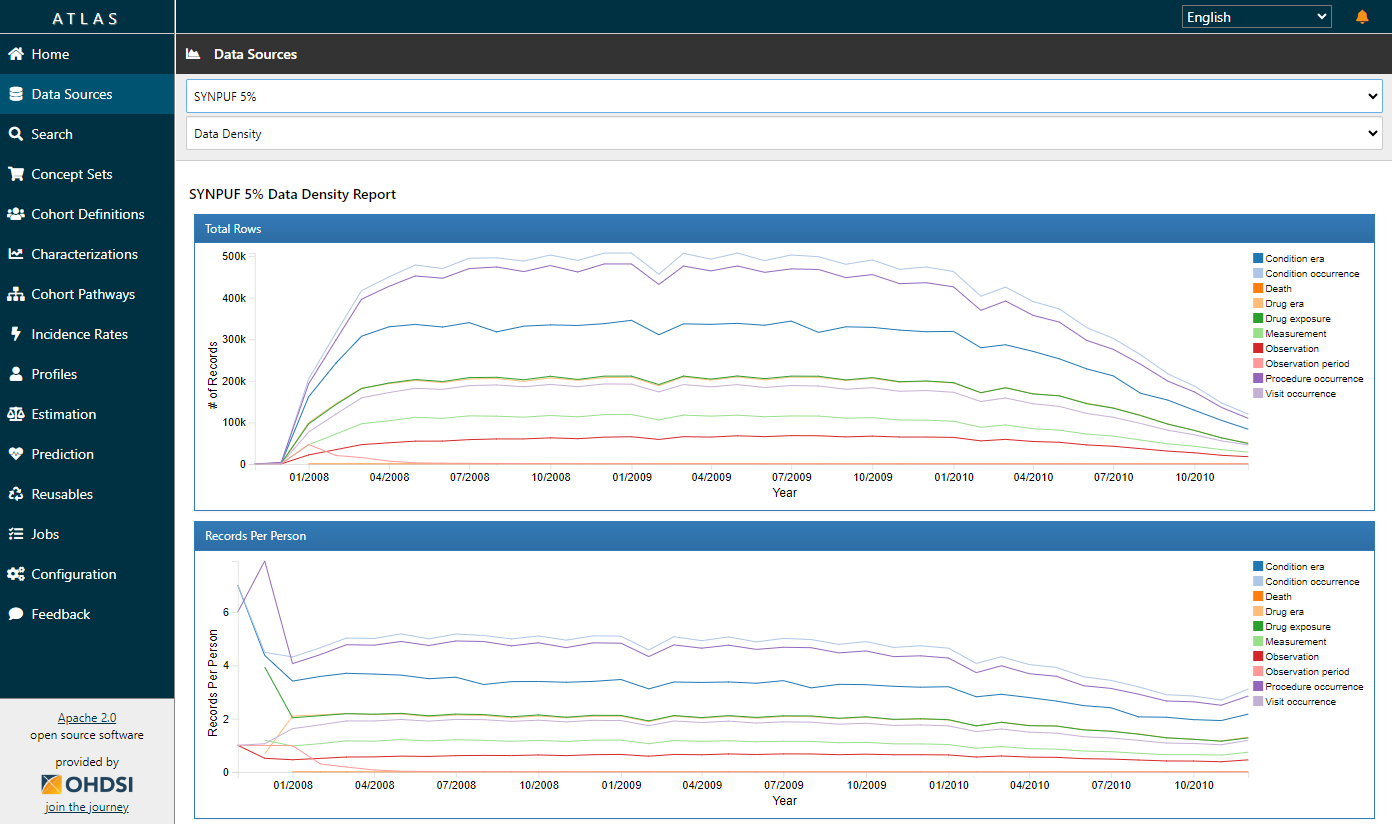 ATLAS
English
Home
Data Sources
Search
Concept Sets
Cohort Definitions
Characterizations
Cohort Pathways
Incidence Rates
Profiles
Estimation
Prediction
Reusables
Jobs
Configuration
Feedback
Apache 2.0
open source software
provided by
OHDSI
join the journey
Data Sources
SYNPUF 5%
Data Density
SYNPUF 5% Data Density Report
Total Rows
500k
400k
300k
200k
100k
0
# of Records
01/2008 04/2008 07/2008 10/2008 01/2009 04/2009 07/2009 10/2009 01/2010 04/2010 07/2010 10/2010
Year
Condition era
Condition occurrence
Death
Drug era
Drug exposure
Measurement
Observation
Observation period
Procedure occurrence
Visit occurrence
Records Per Person
6
4
2
0
Records Per Person
01/2008 04/2008 07/2008 10/2008 01/2009 04/2009 07/2009 10/2009 01/2010 04/2010 07/2010 10/2010
Year
Condition era
Condition occurrence
Death
Drug era
Drug exposure
Measurement
Observation
Observation period
Procedure occurrence
Visit occurrence